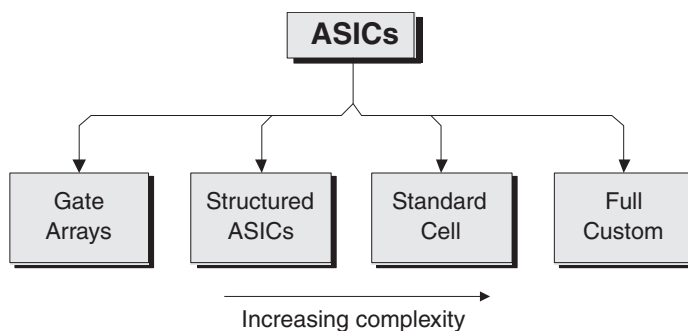 ASICs
Gate
Arrays
Structured
ASICs
Standard
Cell
Full
Custom
Increasing complexity